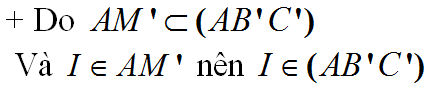 + Do AM ' ⊂ (AB 'C ')
Và I ∈ AM ' nên I ∈ (AB 'C ')